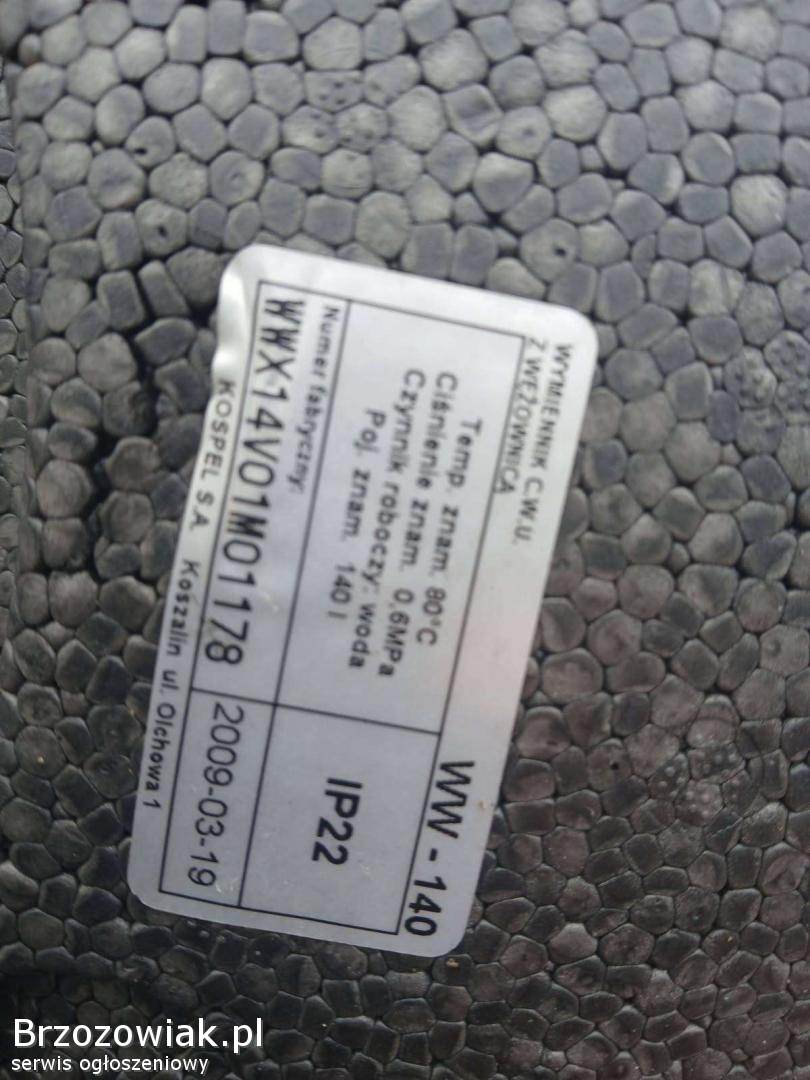 WYMIENNIK C.W.U.
Z WĘŻOWNICĄ
WW - 140
Temp. znam. 80°C
Ciśnienie znam. 0,6MPa
Czynnik roboczy: woda
Poj. znam. 140 l
IP22
Numer fabryczny:
WWX14V01M01178
2009-03-19
KOSPEL S.A. Koszalin ul. Olchowa 1
Brzozowiak.pl
serwis ogłoszeniowy